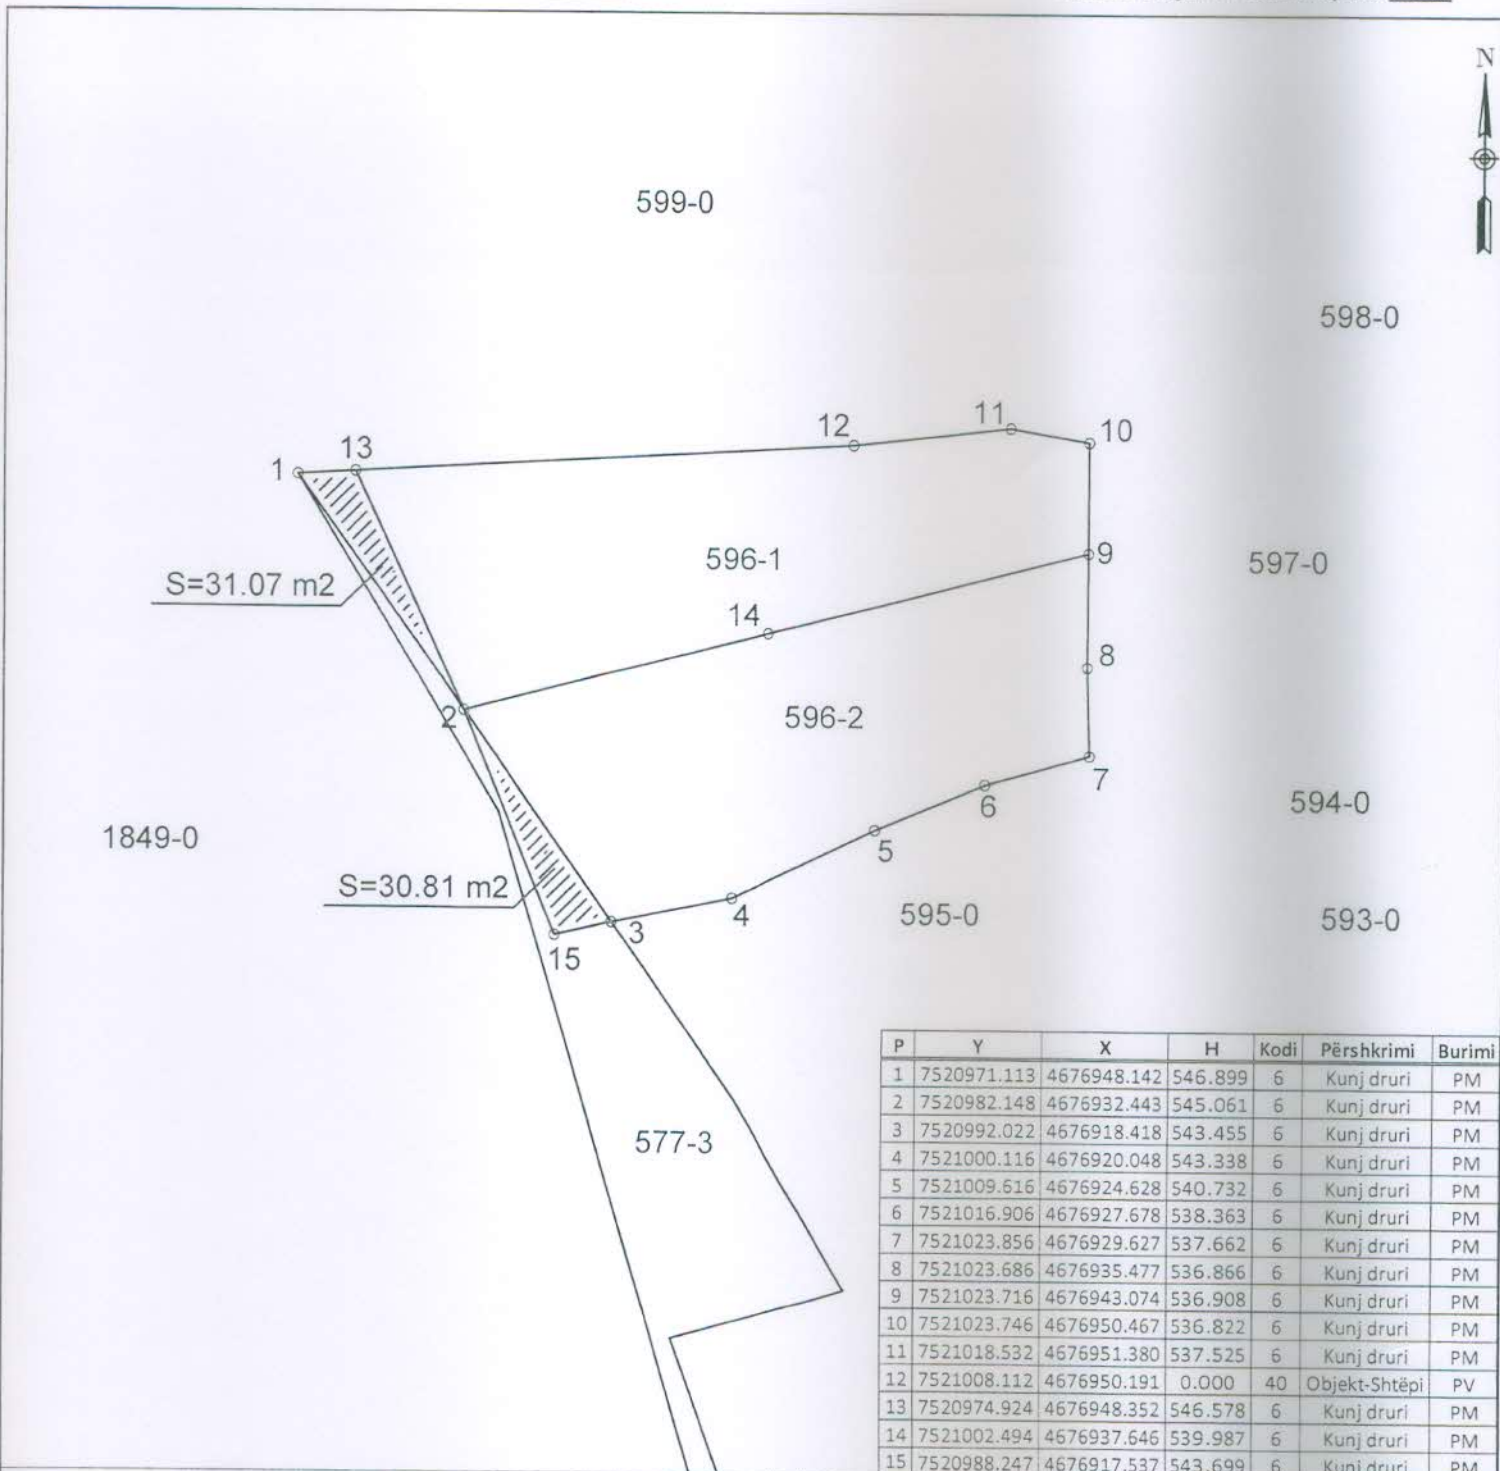 N
599-0
598-0
11
12
10
13
1
9
596-1
597-0
S=31.07 m2
14
8
596-2
2
7
6
594-0
1849-0
5
S=30.81 m2
4
595-0
593-0
3
15
P Y X H Kodi Përshkrimi Burimi
1 7520971.113 4676948.142 546.899 6 Kunj druri PM
2 7520982.148 4676932.443 545.061 6 Kunj druri PM
3 7520992.022 4676918.418 543.455 6 Kunj druri PM
577-3
4 7521000.116 4676920.048 543.338 6 Kunj druri PM
5 7521009.616 4676924.628 540.732 6 Kunj druri PM
6 7521016.906 4676927.678 538.363 6 Kunj druri PM
7 7521023.856 4676929.627 537.662 6 Kunj druri PM
8 7521023.686 4676935.477 536.866 6 Kunj druri PM
9 7521023.716 4676943.074 536.908 6 Kunj druri PM
10 7521023.746 4676950.467 536.822 6 Kunj druri PM
11 7521018.532 4676951.380 537.525 6 Kunj druri PM
12 7521008.112 4676950.191 0.000 40 Objekt-Shtëpi PV
13 7520974.924 4676948.352 546.578 6 Kunj druri PM
14 7521002.494 4676937.646 539.987 6 Kunj druri PM
15 7520988.247 4676917.537 543.699 6 Kunj druri PM